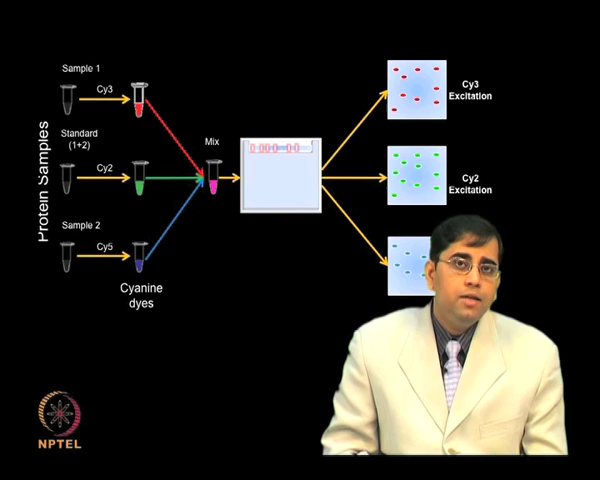 Sample 1
Cy3
Standard
(1+2)
Cy2
Sample 2
Cy5
Protein Samples
Mix
Cyanine
dyes
Cy3
Excitation
Cy2
Excitation
NPTEL